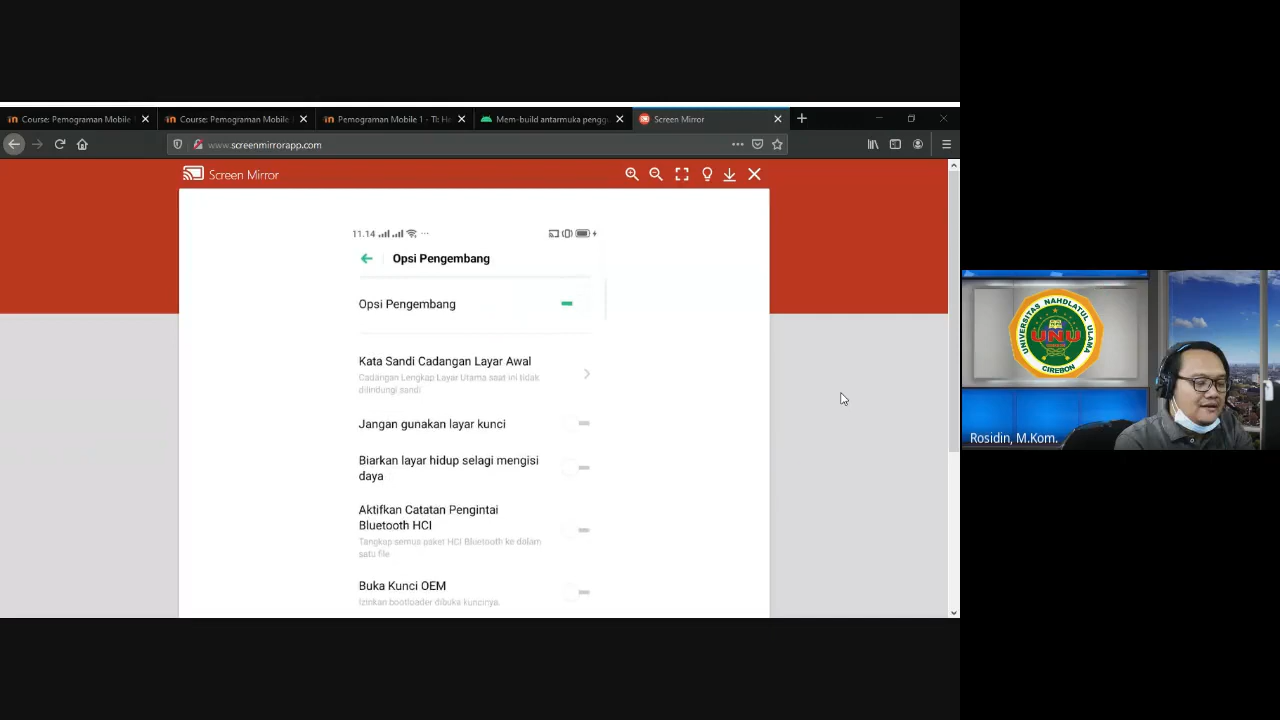 Course: Pemograman Mobile
Course: Pemograman Mobile
Pemograman Mobile 1 - TI: He
Mem-build antarmuka penggu
Screen Mirror
www.screenmirrorapp.com
Screen Mirror
11.14
Opsi Pengembang
Opsi Pengembang
Kata Sandi Cadangan Layar Awal
Cadangan Lengkap Layar Utama saat ini tidak
dilindungi sandi
Jangan gunakan layar kunci
Biarkan layar hidup selagi mengisi
daya
Aktifkan Catatan Pengintai
Bluetooth HCI
Tangkap semua paket HCI Bluetooth ke dalam
satu file
Buka Kunci OEM
Izinkan bootloader dibuka kuncinya.
UNIVERSITAS NAHDLATUL ULAMA
UNU
CIREBON
Rosidin, M.Kom.